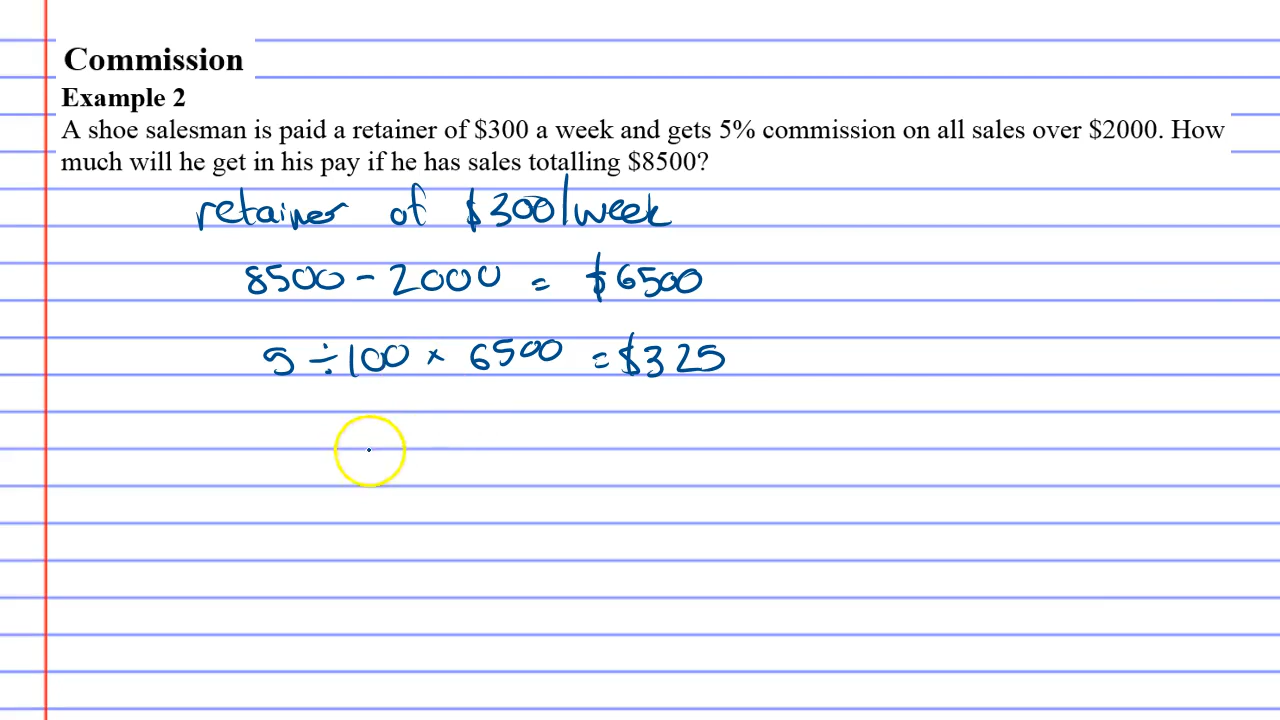 Commission
Example 2
A shoe salesman is paid a retainer of $300 a week and gets 5% commission on all sales over $2000. How
much will he get in his pay if he has sales totalling $8500?
retainer of $300/week
8500 - 2000 = $6500
5 ÷ 100 × 6500 = $325